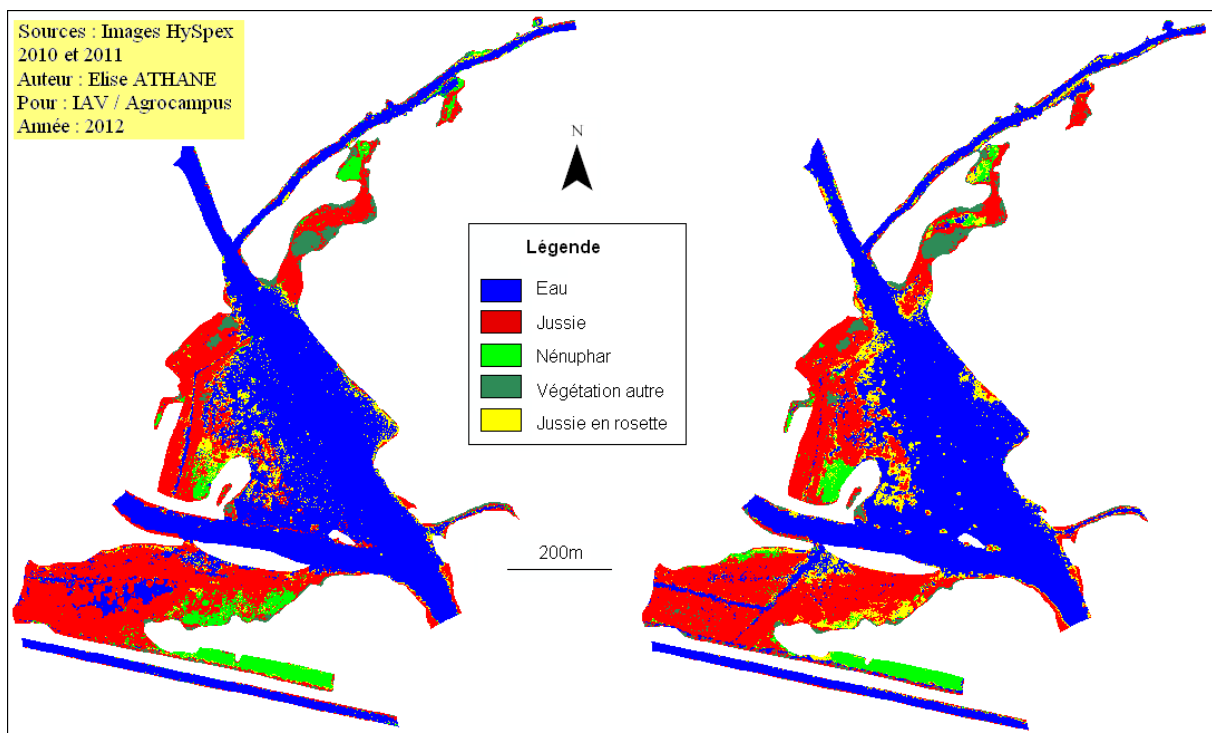 Sources : Images HySpex
2010 et 2011
Auteur : Elise ATHANE
Pour : IAV / Agrocampus
Année : 2012
N
Légende
Eau
Jussie
Nénuphar
Végétation autre
Jussie en rosette
200m